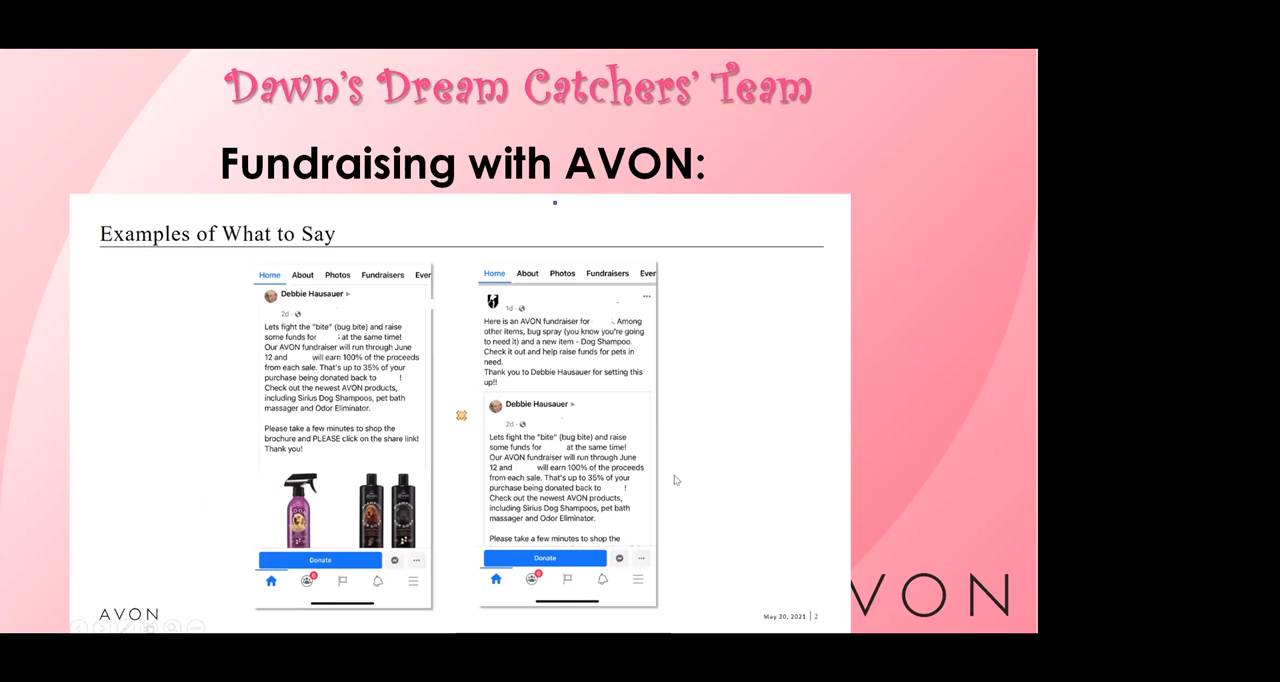 Dawn's Dream Catchers' Team
Fundraising with AVON:
Examples of What to Say
Home About Photos Fundraisers Ever
Debbie Hausauer
2d
Lets fight the "bite" (bug bite) and raise
some funds for at the same time!
Our AVON fundraiser will run through June
12 and will earn 100% of the proceeds
from each sale. That's up to 35% of your
purchase being donated back to !
Check out the newest AVON products,
including Sirius Dog Shampoos, pet bath
massager and Odor Eliminator.
Please take a few minutes to shop the
brochure and PLEASE click on the share link!
Thank you!
Donate
Home About Photos Fundraisers Ever
1d
Here is an AVON fundraiser for . Among
other items, bug spray (you know you're going
to need it) and a new item - Dog Shampoo.
Check it out and help raise funds for pets in
need.
Thank you to Debbie Hausauer for setting this
up!!
Debbie Hausauer
2d
Lets fight the "bite" (bug bite) and raise
some funds for at the same time!
Our AVON fundraiser will run through June
12 and will earn 100% of the proceeds
from each sale. That's up to 35% of your
purchase being donated back to !
Check out the newest AVON products,
including Sirius Dog Shampoos, pet bath
massager and Odor Eliminator.
Please take a few minutes to shop the
Donate
AVON
May 20, 2021 | 2
VON